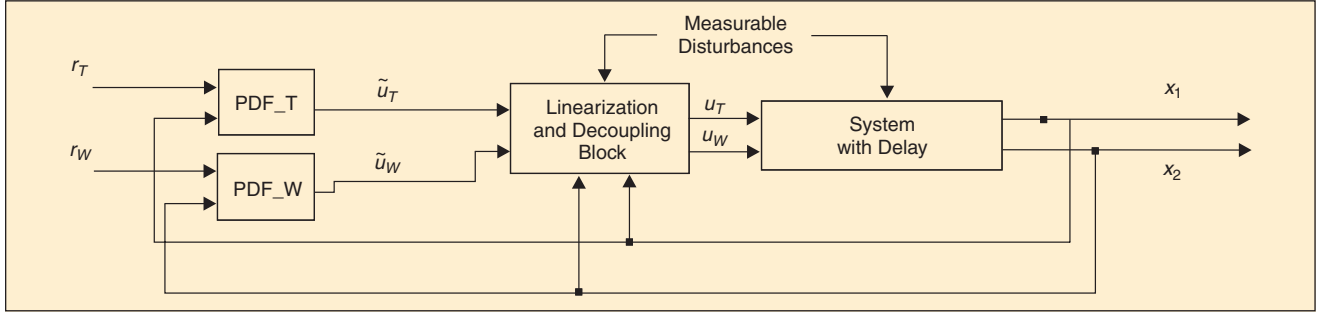 Measurable
Disturbances
r_T
PDF_T
ũ_T
Linearization
and Decoupling
Block
u_T
u_W
System
with Delay
x_1
x_2
r_W
PDF_W
ũ_W